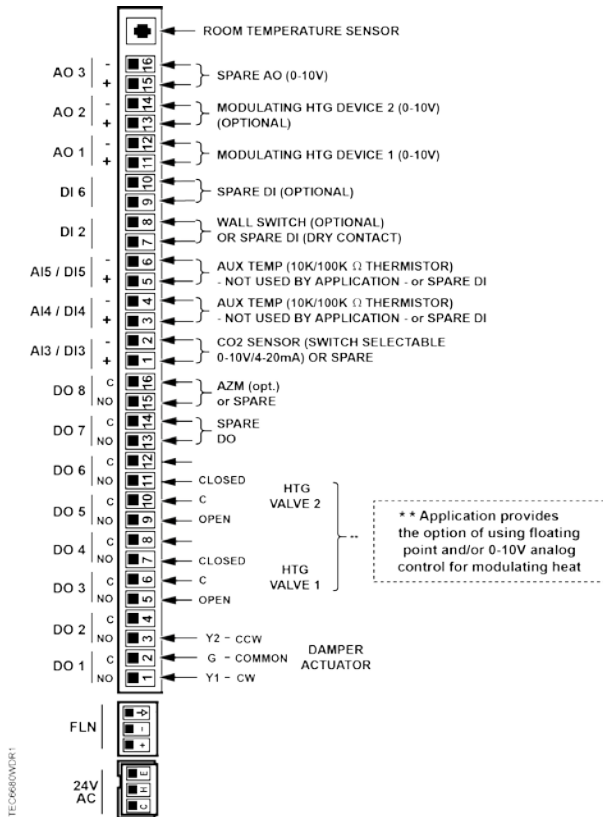 ROOM TEMPERATURE SENSOR
AO 3 - 16
+ 15
SPARE AO (0-10V)
AO 2 - 14
+ 13
MODULATING HTG DEVICE 2 (0-10V)
(OPTIONAL)
AO 1 - 12
+ 11
MODULATING HTG DEVICE 1 (0-10V)
DI 6 10
9
SPARE DI (OPTIONAL)
DI 2 8
7
WALL SWITCH (OPTIONAL)
OR SPARE DI (DRY CONTACT)
AI5 / DI5 - 6
+ 5
AUX TEMP (10K/100K Ω THERMISTOR)
- NOT USED BY APPLICATION - or SPARE DI
AI4 / DI4 - 4
+ 3
AUX TEMP (10K/100K Ω THERMISTOR)
- NOT USED BY APPLICATION - or SPARE DI
AI3 / DI3 - 2
+ 1
CO2 SENSOR (SWITCH SELECTABLE
0-10V/4-20mA) OR SPARE
DO 8 C 16
NO 15
AZM (opt.)
or SPARE
DO 7 C 14
NO 13
SPARE
DO
DO 6 C 12
NO 11 CLOSED
DO 5 C 10 C
NO 9 OPEN
HTG
VALVE 2
DO 4 C 8
NO 7 CLOSED
DO 3 C 6 C
NO 5 OPEN
HTG
VALVE 1
--
* * Application provides
the option of using floating
point and/or 0-10V analog
control for modulating heat
DO 2 C 4
NO 3 Y2 - CCW
DO 1 C 2 G - COMMON
NO 1 Y1 - CW
DAMPER
ACTUATOR
FLN
-
+
24V
AC
E
H
C
TEC6680WDR1